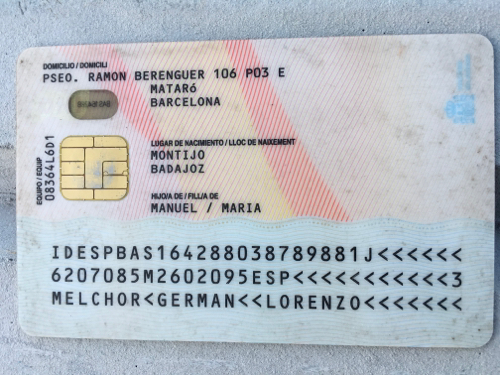 DOMICILIO / DOMICILI
PSEO. RAMON BERENGUER 106 P03 E
MATARó
BARCELONA
EQUIPO / EQUIP
08364L6D1
LUGAR DE NACIMIENTO / LLOC DE NAIXEMENT
MONTIJO
BADAJOZ
HIJO/A DE / FILL/A DE
MANUEL / MARIA
IDESPBAS164288038789881J<<<<<<
6207085M2602095ESP<<<<<<<<<<<3
MELCHOR<GERMAN<<LORENZO<<<<<<<